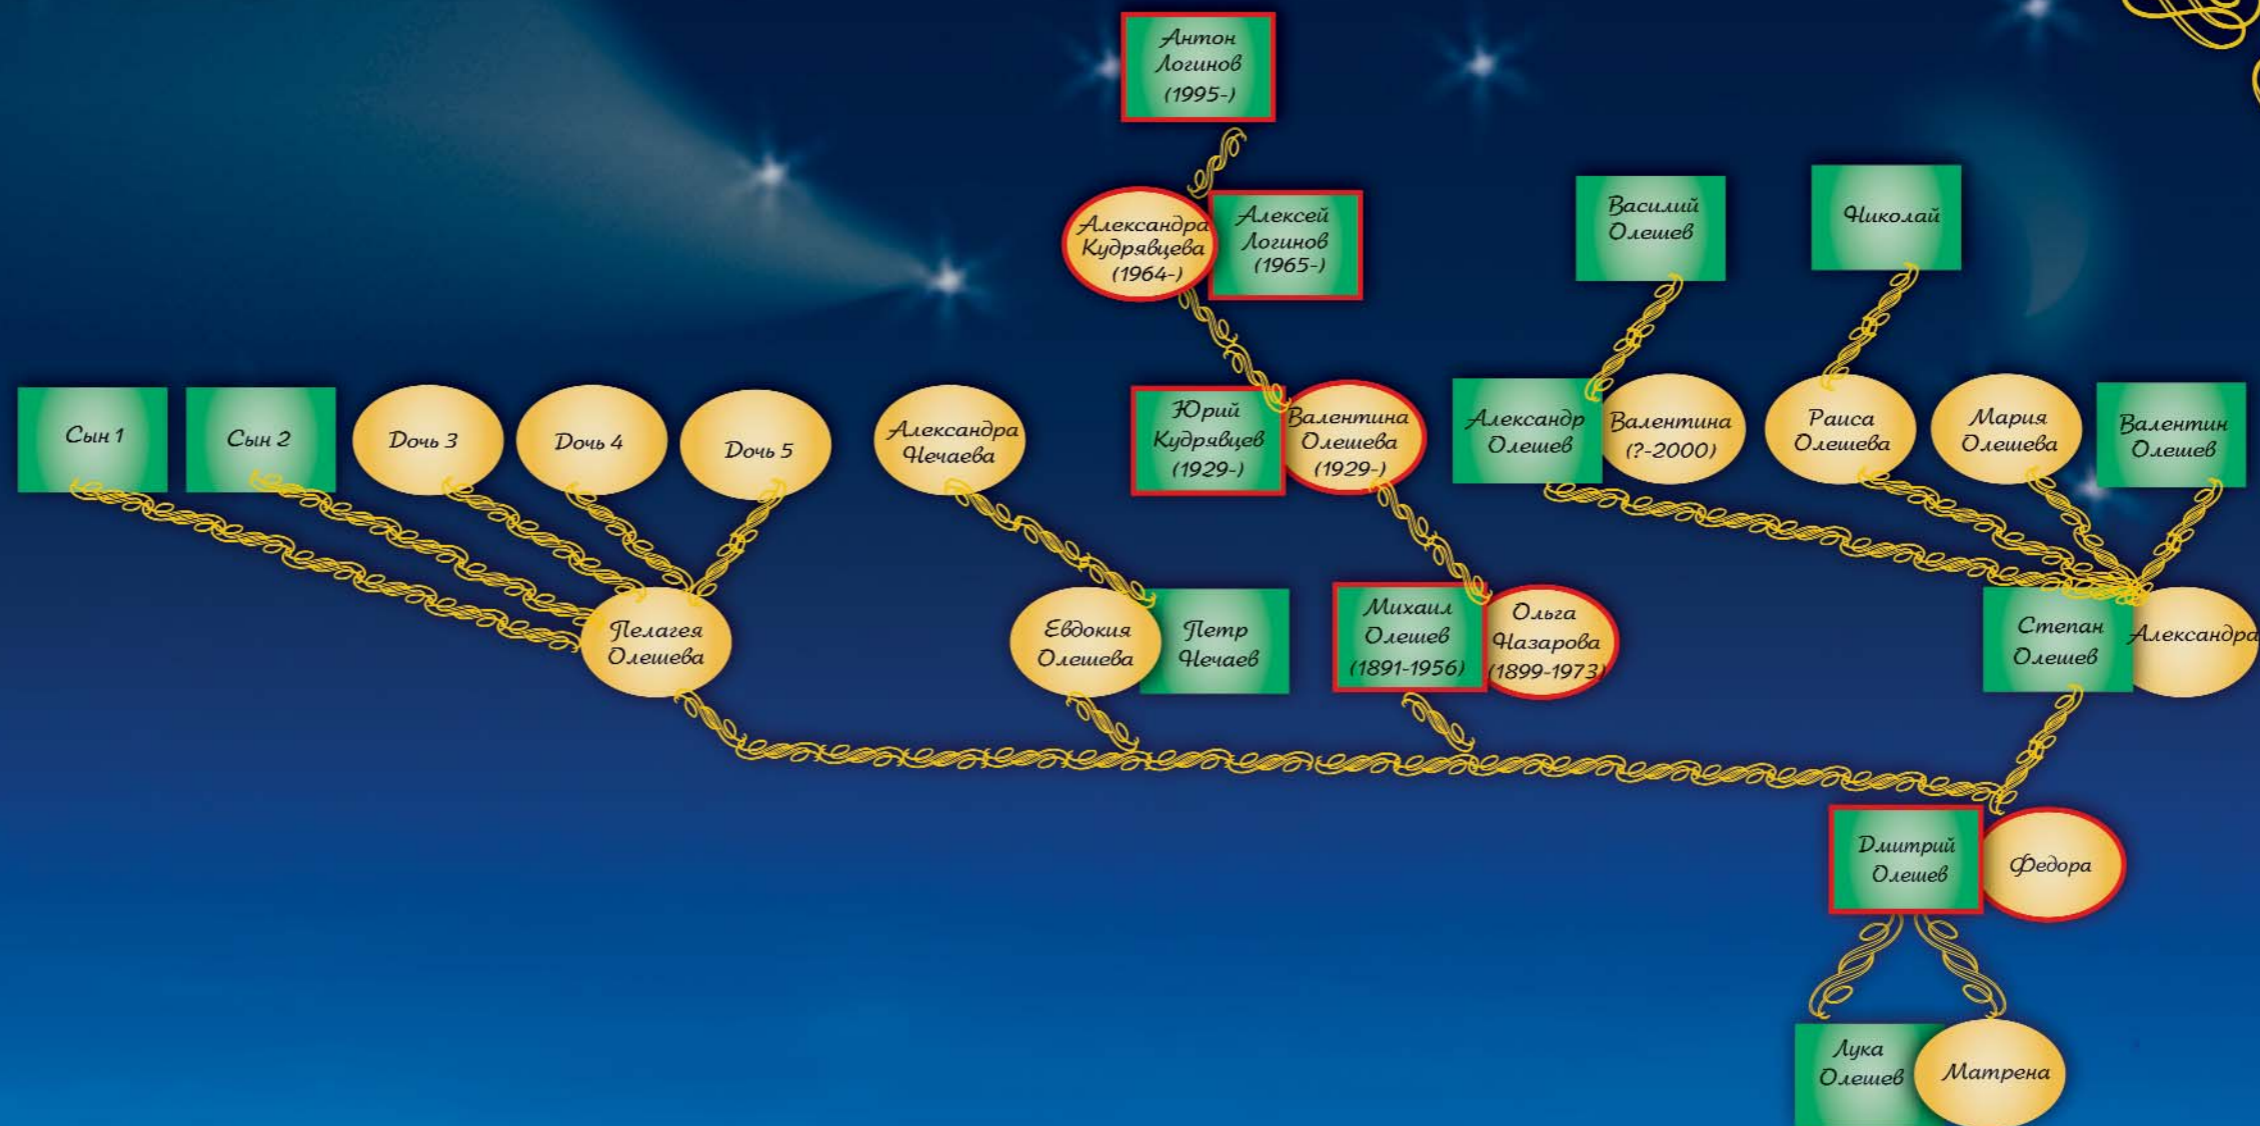 Антон
Логинов
(1995-)
Александра
Кудрявцева
(1964-)
Алексей
Логинов
(1965-)
Василий
Олешев
Николай
Сын 1
Сын 2
Дочь 3
Дочь 4
Дочь 5
Александра
Нечаева
Юрий
Кудрявцев
(1929-)
Валентина
Олешева
(1929-)
Александр
Олешев
Валентина
(?-2000)
Раиса
Олешева
Мария
Олешева
Валентин
Олешев
Пелагея
Олешева
Евдокия
Олешева
Петр
Нечаев
Михаил
Олешев
(1891-1956)
Ольга
Назарова
(1899-1973)
Степан
Олешев
Александра
Дмитрий
Олешев
Федора
Лука
Олешев
Матрена